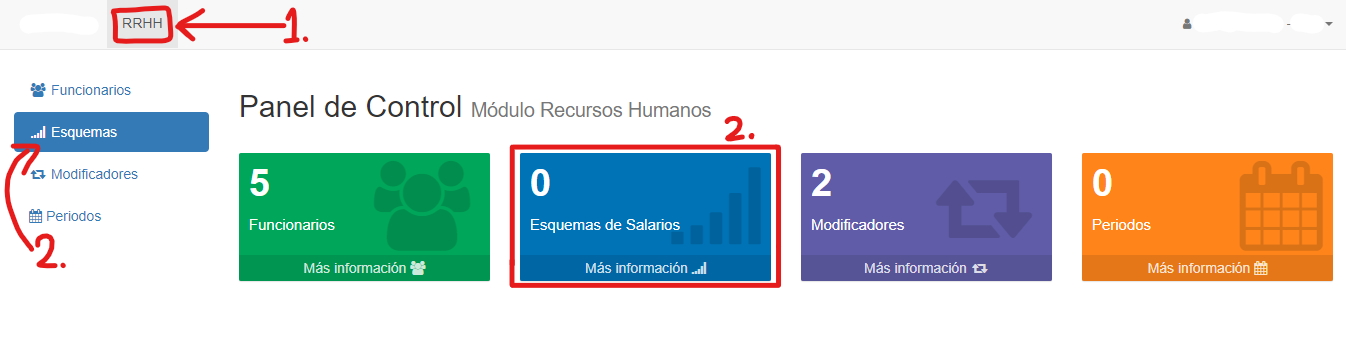 RRHH 1.
-
Funcionarios
Esquemas
Modificadores
Periodos
2.
Panel de Control Módulo Recursos Humanos
2.
5
Funcionarios
Más información
0
Esquemas de Salarios
Más información
2
Modificadores
Más información
0
Periodos
Más información